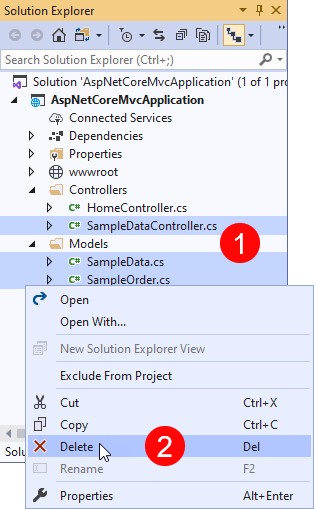 Solution Explorer
Search Solution Explorer (Ctrl+;)
Solution 'AspNetCoreMvcApplication' (1 of 1 pro
AspNetCoreMvcApplication
Connected Services
Dependencies
Properties
wwwroot
Controllers
C# HomeController.cs
C# SampleDataController.cs
1
Models
C# SampleData.cs
C# SampleOrder.cs
Open
Open With...
New Solution Explorer View
Exclude From Project
Cut Ctrl+X
Copy Ctrl+C
Delete 2 Del
Rename F2
Properties Alt+Enter
Solu